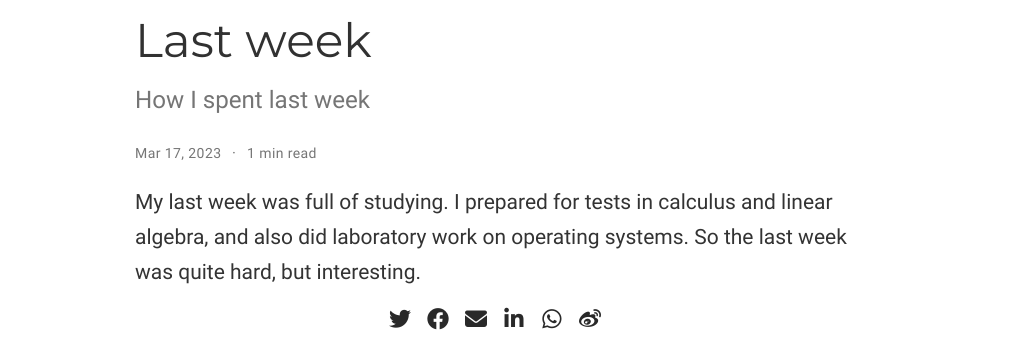 Last week
How I spent last week
Mar 17, 2023 · 1 min read
My last week was full of studying. I prepared for tests in calculus and linear
algebra, and also did laboratory work on operating systems. So the last week
was quite hard, but interesting.